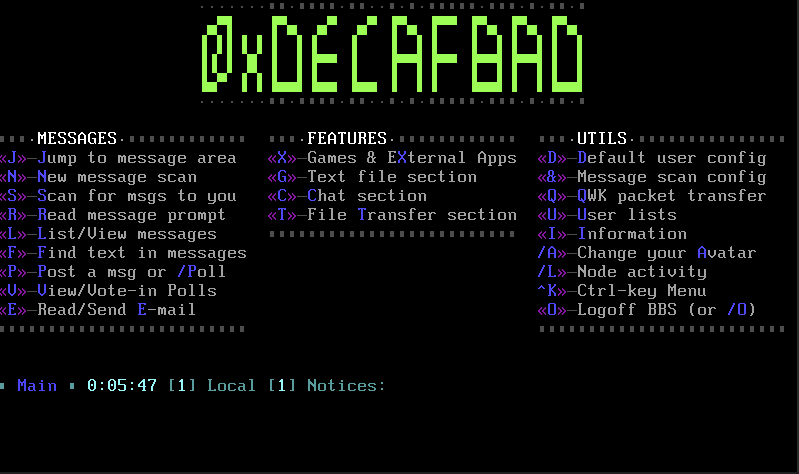 0xDECAFBAD
MESSAGES
«J»─Jump to message area
«N»─New message scan
«S»─Scan for msgs to you
«R»─Read message prompt
«L»─List/View messages
«F»─Find text in messages
«P»─Post a msg or /Poll
«V»─View/Vote-in Polls
«E»─Read/Send E-mail
FEATURES
«X»─Games & EXternal Apps
«G»─Text file section
«C»─Chat section
«T»─File Transfer section
UTILS
«D»─Default user config
«&»─Message scan config
«Q»─QWK packet transfer
«U»─User lists
«I»─Information
/A»─Change your Avatar
/L»─Node activity
^K»─Ctrl-key Menu
«O»─Logoff BBS (or /O)
Main 0:05:47 [1] Local [1] Notices: